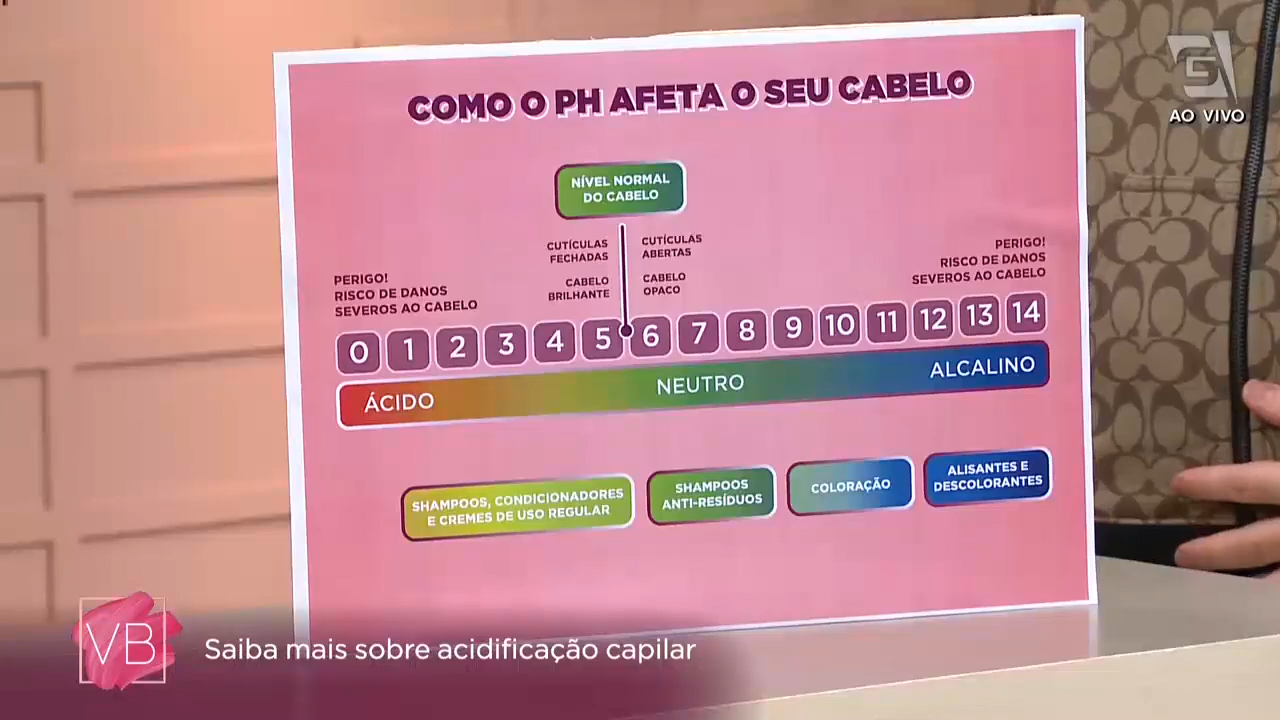 COMO O PH AFETA O SEU CABELO
AO VIVO
NÍVEL NORMAL
DO CABELO
CUTÍCULAS
FECHADAS
CABELO
BRILHANTE
CUTÍCULAS
ABERTAS
CABELO
OPACO
PERIGO!
RISCO DE DANOS
SEVEROS AO CABELO
PERIGO!
RISCO DE DANOS
SEVEROS AO CABELO
0 1 2 3 4 5 6 7 8 9 10 11 12 13 14
ÁCIDO NEUTRO ALCALINO
SHAMPOOS, CONDICIONADORES
E CREMES DE USO REGULAR
SHAMPOOS
ANTI-RESÍDUOS
COLORAÇÃO
ALISANTES E
DESCOLORANTES
VB
Saiba mais sobre acidificação capilar